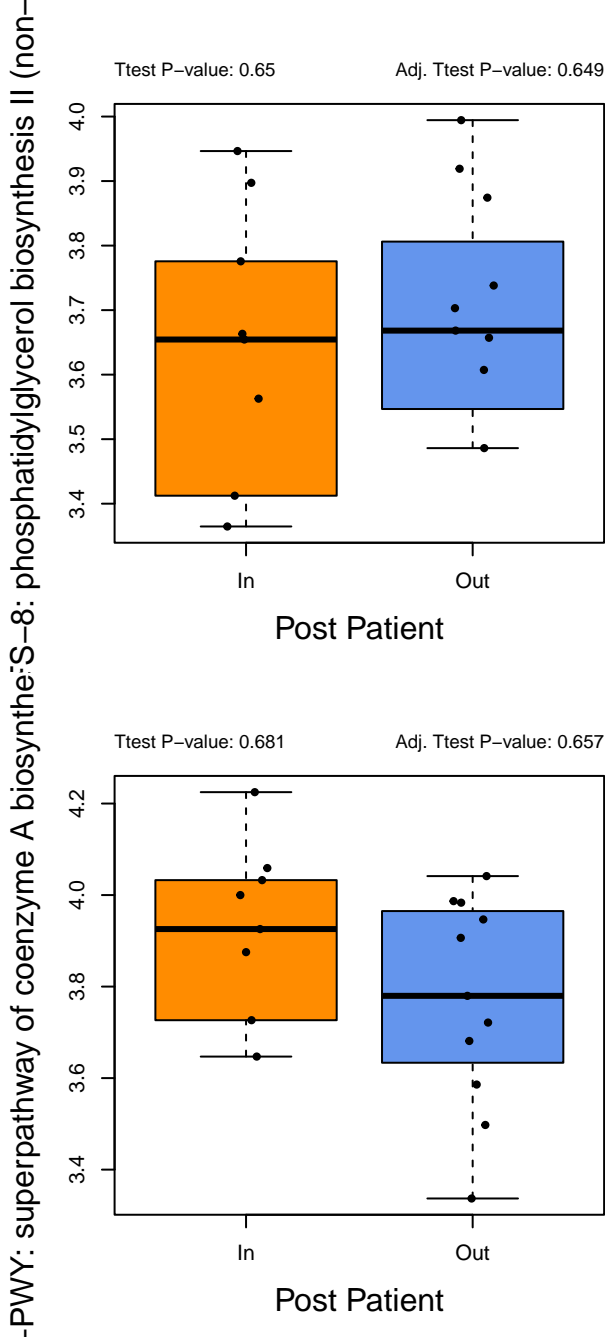 Ttest P−value: 0.65
Adj. Ttest P−value: 0.649
S−8: phosphatidylglycerol biosynthesis II (non−
4.0
3.9
3.8
3.7
3.6
3.5
3.4
In
Out
Post Patient
Ttest P−value: 0.681
Adj. Ttest P−value: 0.657
−PWY: superpathway of coenzyme A biosynthe
4.2
4.0
3.8
3.6
3.4
In
Out
Post Patient